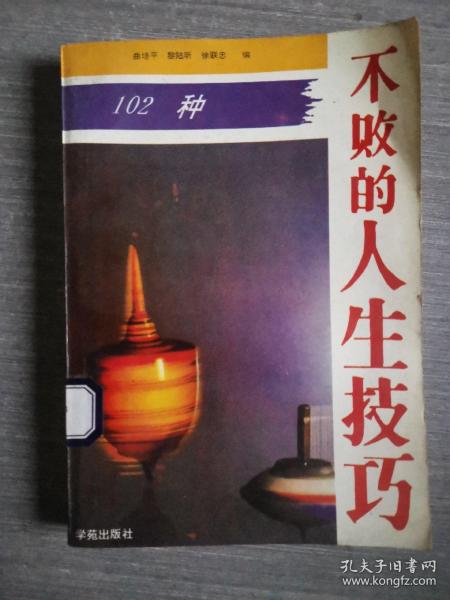 曲培平 黎陆昕 徐联忠 编
102 种
不败的人生技巧
学苑出版社
孔夫子旧书网
www.kongfz.com